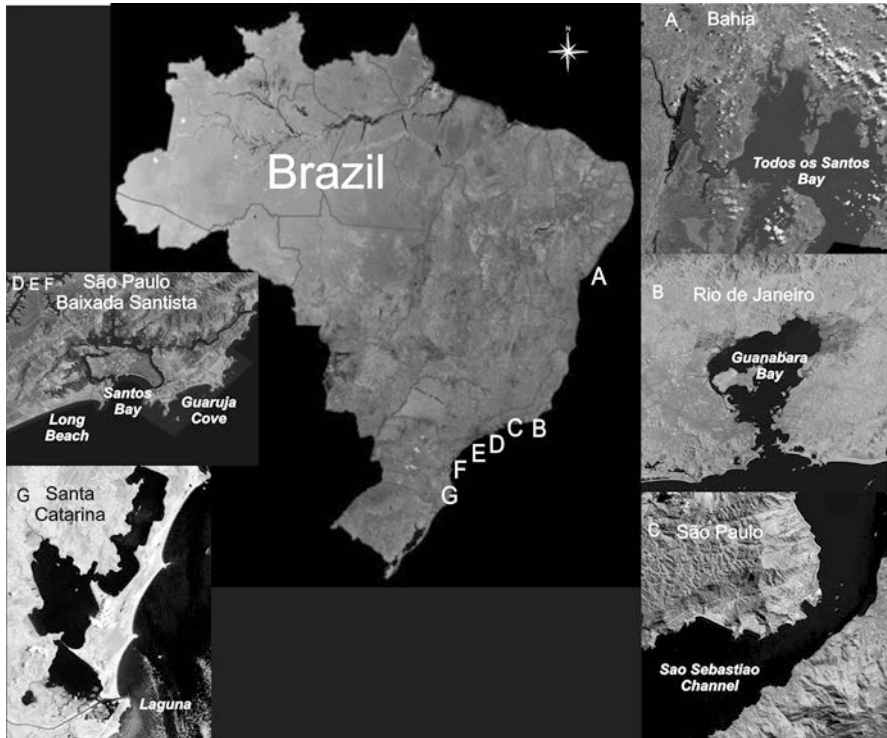 N
Brazil
A
B
C
D
E
F
G
A Bahia
Todos os Santos
Bay
B Rio de Janeiro
Guanabara
Bay
C São Paulo
Sao Sebastiao
Channel
D E F São Paulo
Baixada Santista
Santos
Bay
Long
Beach
Guaruja
Cove
G Santa
Catarina
Laguna